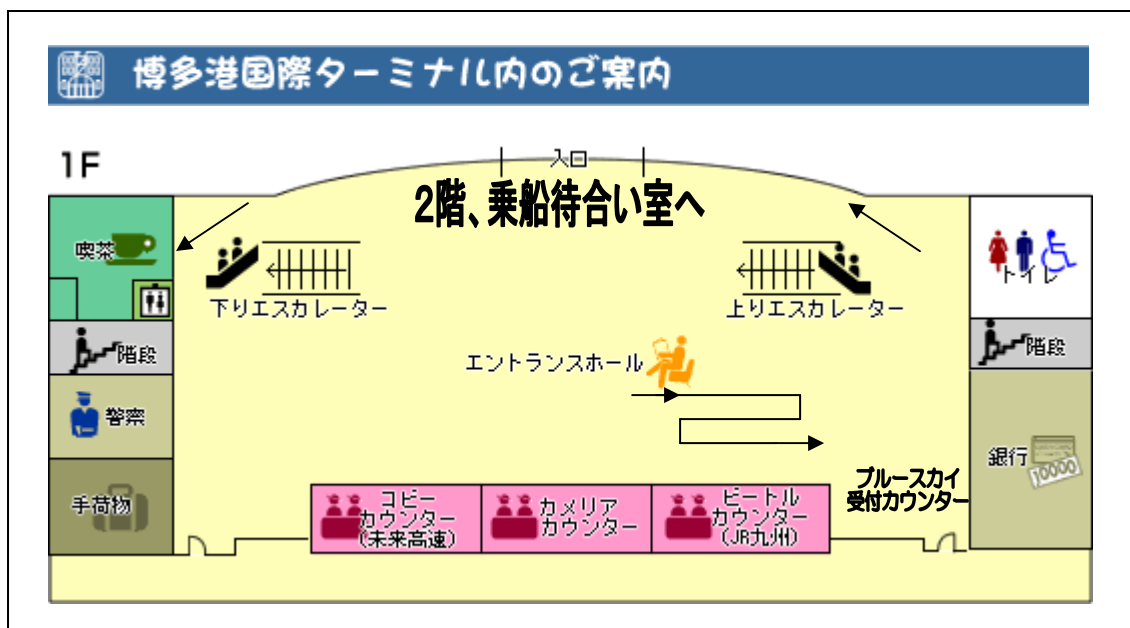 博多港国際ターミナル内のご案内
1F
入口
2階、乗船待合い室へ
喫茶
トイレ
下りエスカレーター
上りエスカレーター
階段
階段
エントランスホール
警察
銀行
10000
手荷物
コビー
カウンター
(未来高速)
カメリア
カウンター
ビートル
カウンター
(JR九州)
ブルースカイ
受付カウンター